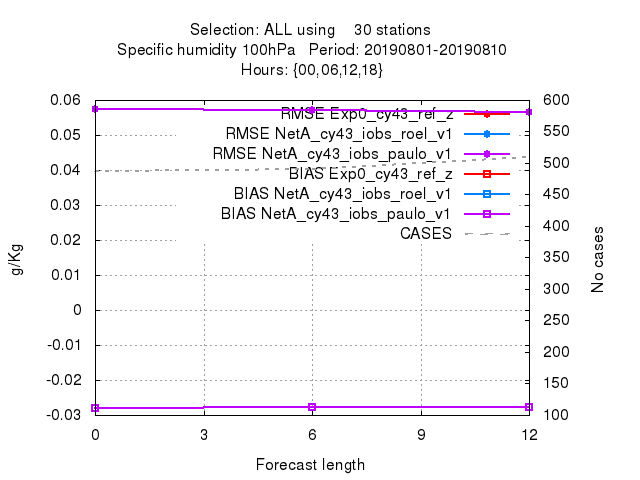 Selection: ALL using 30 stations
Specific humidity 100hPa Period: 20190801-20190810
Hours: {00,06,12,18}
0.06
0.05
0.04
0.03
0.02
0.01
0
-0.01
-0.02
-0.03
g/Kg
RMSE Exp0_cy43_ref_z
RMSE NetA_cy43_iobs_roel_v1
RMSE NetA_cy43_iobs_paulo_v1
BIAS Exp0_cy43_ref_z
BIAS NetA_cy43_iobs_roel_v1
BIAS NetA_cy43_iobs_paulo_v1
CASES
600
550
500
450
400
350
300
250
200
150
100
No cases
0 3 6 9 12
Forecast length